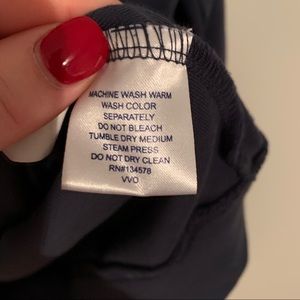 MACHINE WASH WARM
WASH COLOR
SEPARATELY
DO NOT BLEACH
TUMBLE DRY MEDIUM
STEAM PRESS
DO NOT DRY CLEAN
RN#134578
VVO